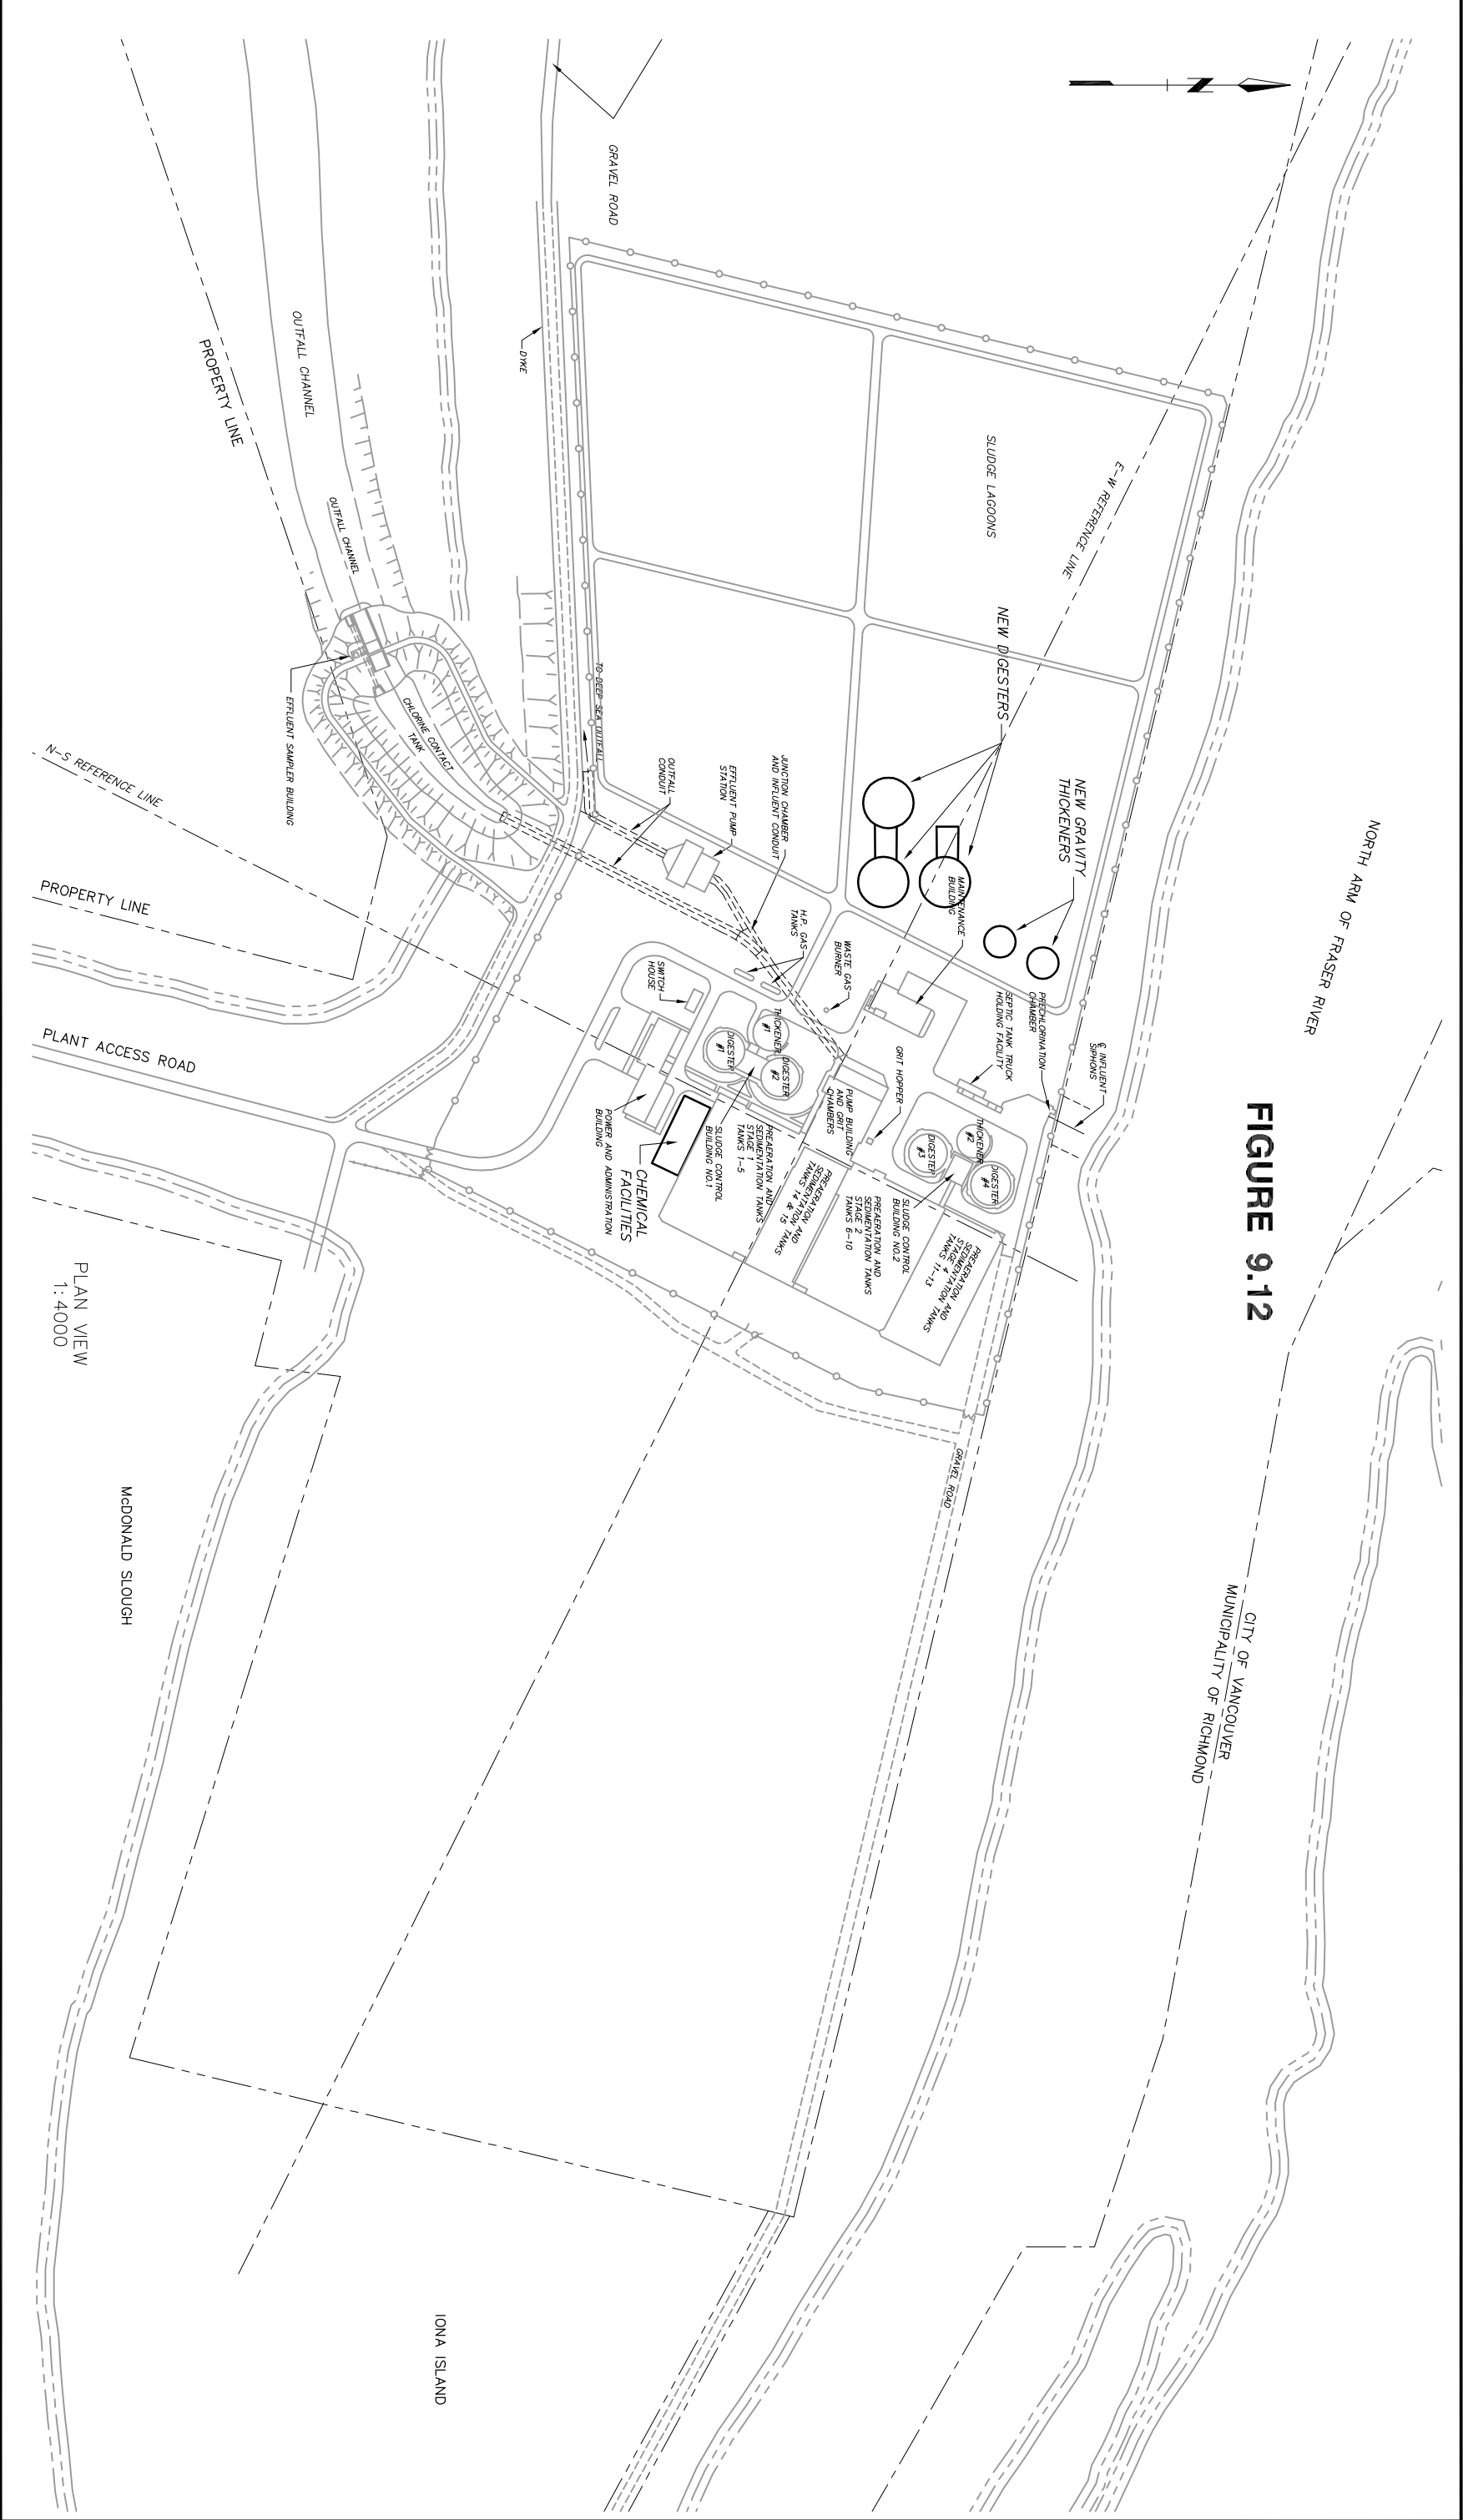 FIGURE 9.12
N
NORTH ARM OF FRASER RIVER
CITY OF VANCOUVER
MUNICIPALITY OF RICHMOND
GRAVEL ROAD
SLUDGE LAGOONS
E-W REFERENCE LINE
NEW DIGESTERS
NEW GRAVITY
THICKENERS
MAINTENANCE
BUILDING
PRECHLORINATION
CHAMBER
SEPTIC TANK TRUCK
HOLDING FACILITY
℄ INFLUENT
SIPHONS
GRIT HOPPER
WASTE GAS
BURNER
H.P. GAS
TANKS
JUNCTION CHAMBER
AND INFLUENT CONDUIT
EFFLUENT PUMP
STATION
OUTFALL
CONDUIT
TO DEEP SEA OUTFALL
DYKE
SWITCH
HOUSE
THICKENER
#1
DIGESTER
#1
DIGESTER
#2
THICKENER
#2
DIGESTER
#3
DIGESTER
#4
PUMP BUILDING
AND GRIT
CHAMBERS
PREAERATION AND
SEDIMENTATION TANKS
STAGE 4
TANKS 11-13
SLUDGE CONTROL
BUILDING NO.2
PREAERATION AND
SEDIMENTATION TANKS
STAGE 2
TANKS 6-10
PREAERATION AND
SEDIMENTATION TANKS
TANKS 14 & 15
PREAERATION AND
SEDIMENTATION TANKS
STAGE 1
TANKS 1-5
SLUDGE CONTROL
BUILDING NO.1
CHEMICAL
FACILITIES
POWER AND ADMINISTRATION
BUILDING
GRAVEL ROAD
OUTFALL CHANNEL
OUTFALL CHANNEL
PROPERTY LINE
CHLORINE CONTACT
TANK
EFFLUENT SAMPLER BUILDING
N-S REFERENCE LINE
PROPERTY LINE
PLANT ACCESS ROAD
McDONALD SLOUGH
IONA ISLAND
PLAN VIEW
1:4000